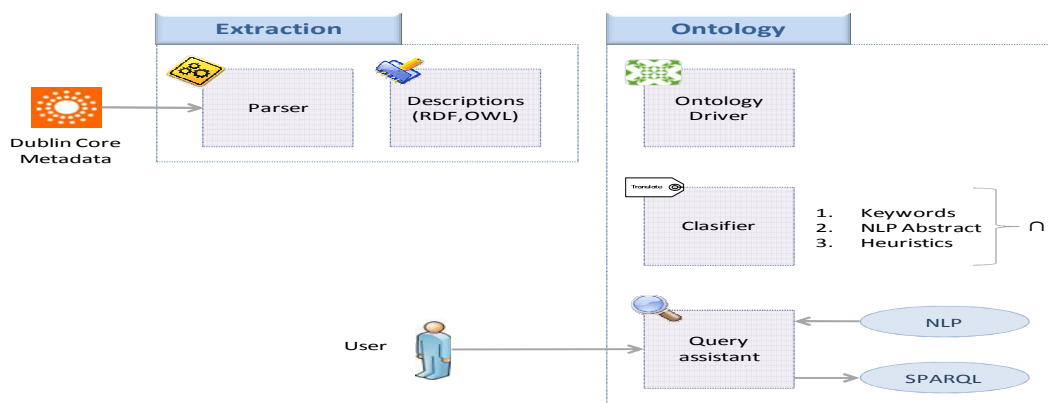 Extraction
Ontology
Parser
Descriptions
(RDF,OWL)
Ontology
Driver
Dublin Core
Metadata
Translate
Clasifier
1. Keywords
2. NLP Abstract
3. Heuristics
∩
User
Query
assistant
NLP
SPARQL